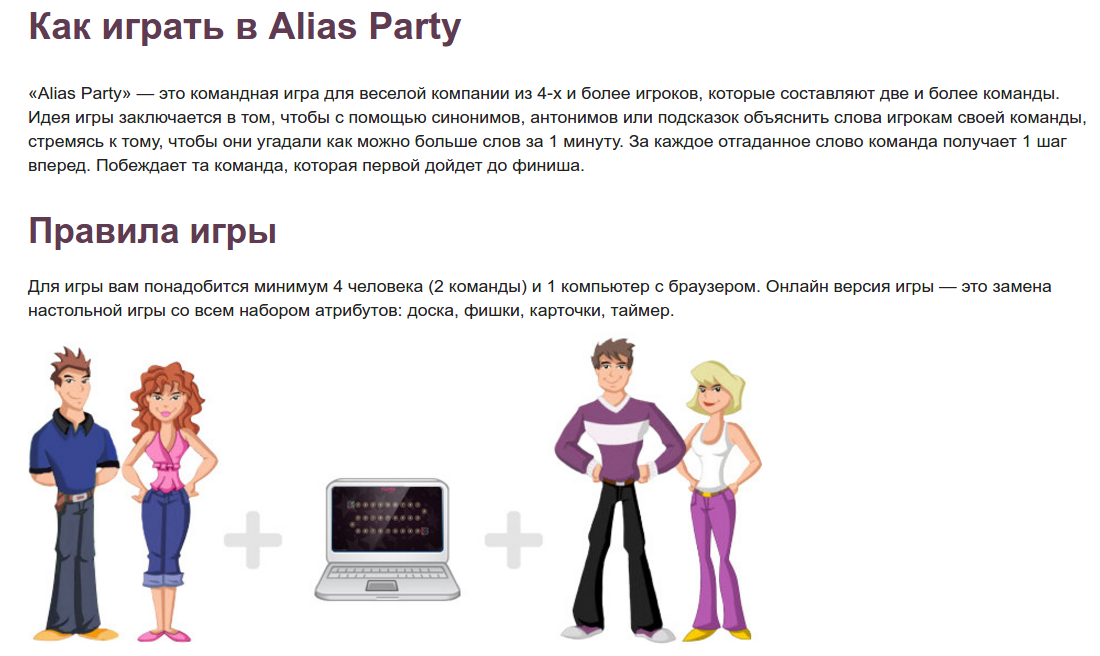 Как играть в Alias Party
«Alias Party» — это командная игра для веселой компании из 4-х и более игроков, которые составляют две и более команды.
Идея игры заключается в том, чтобы с помощью синонимов, антонимов или подсказок объяснить слова игрокам своей команды,
стремясь к тому, чтобы они угадали как можно больше слов за 1 минуту. За каждое отгаданное слово команда получает 1 шаг
вперед. Побеждает та команда, которая первой дойдет до финиша.
Правила игры
Для игры вам понадобится минимум 4 человека (2 команды) и 1 компьютер с браузером. Онлайн версия игры — это замена
настольной игры со всем набором атрибутов: доска, фишки, карточки, таймер.